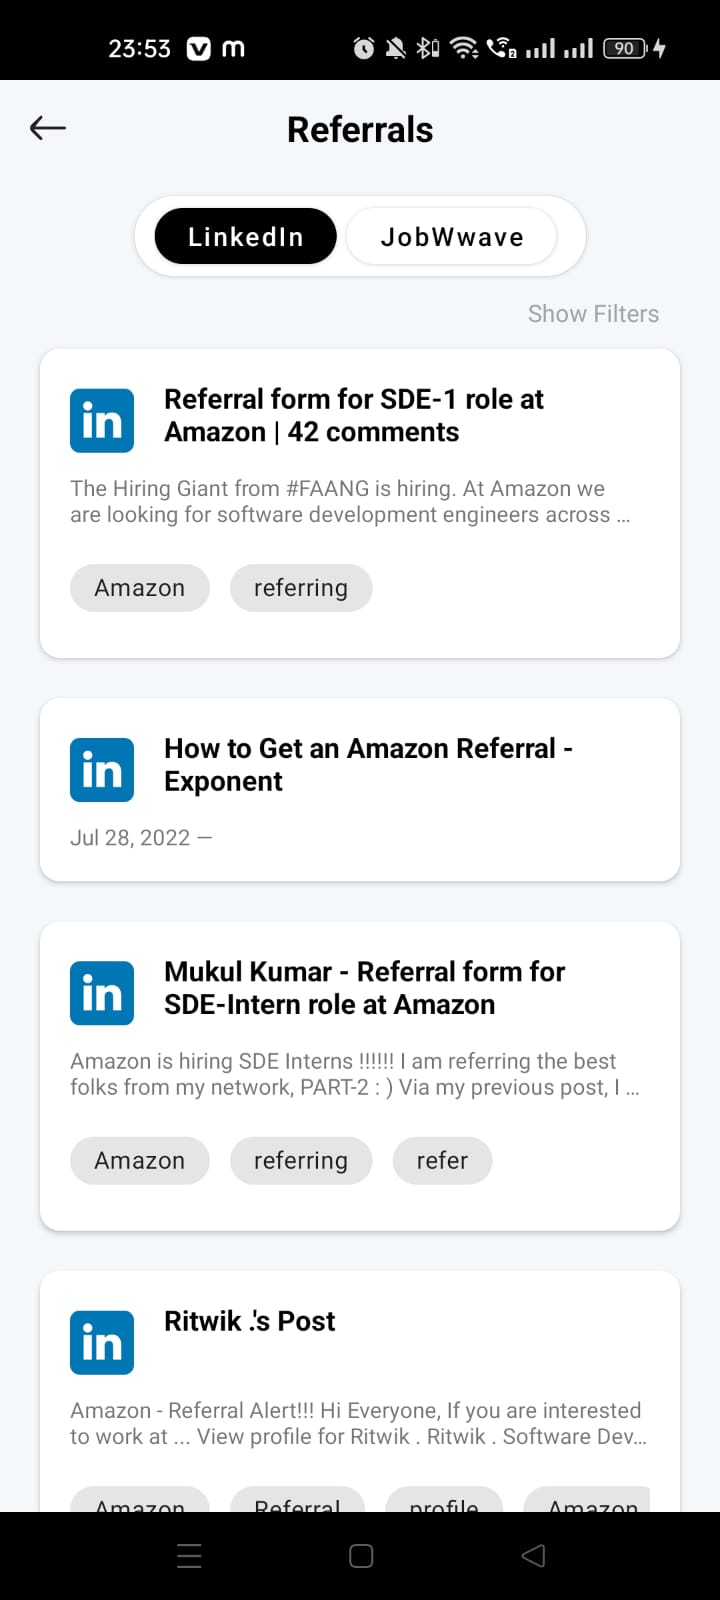 23:53
2
90
Referrals
LinkedIn
JobWwave
Show Filters
in
Referral form for SDE-1 role at
Amazon | 42 comments
The Hiring Giant from #FAANG is hiring. At Amazon we
are looking for software development engineers across ...
Amazon
referring
in
How to Get an Amazon Referral -
Exponent
Jul 28, 2022 —
in
Mukul Kumar - Referral form for
SDE-Intern role at Amazon
Amazon is hiring SDE Interns !!!!!! I am referring the best
folks from my network, PART-2 : ) Via my previous post, I ...
Amazon
referring
refer
in
Ritwik .'s Post
Amazon - Referral Alert!!! Hi Everyone, If you are interested
to work at ... View profile for Ritwik . Ritwik . Software Dev...
Amazon
Referral
profile
Amazon